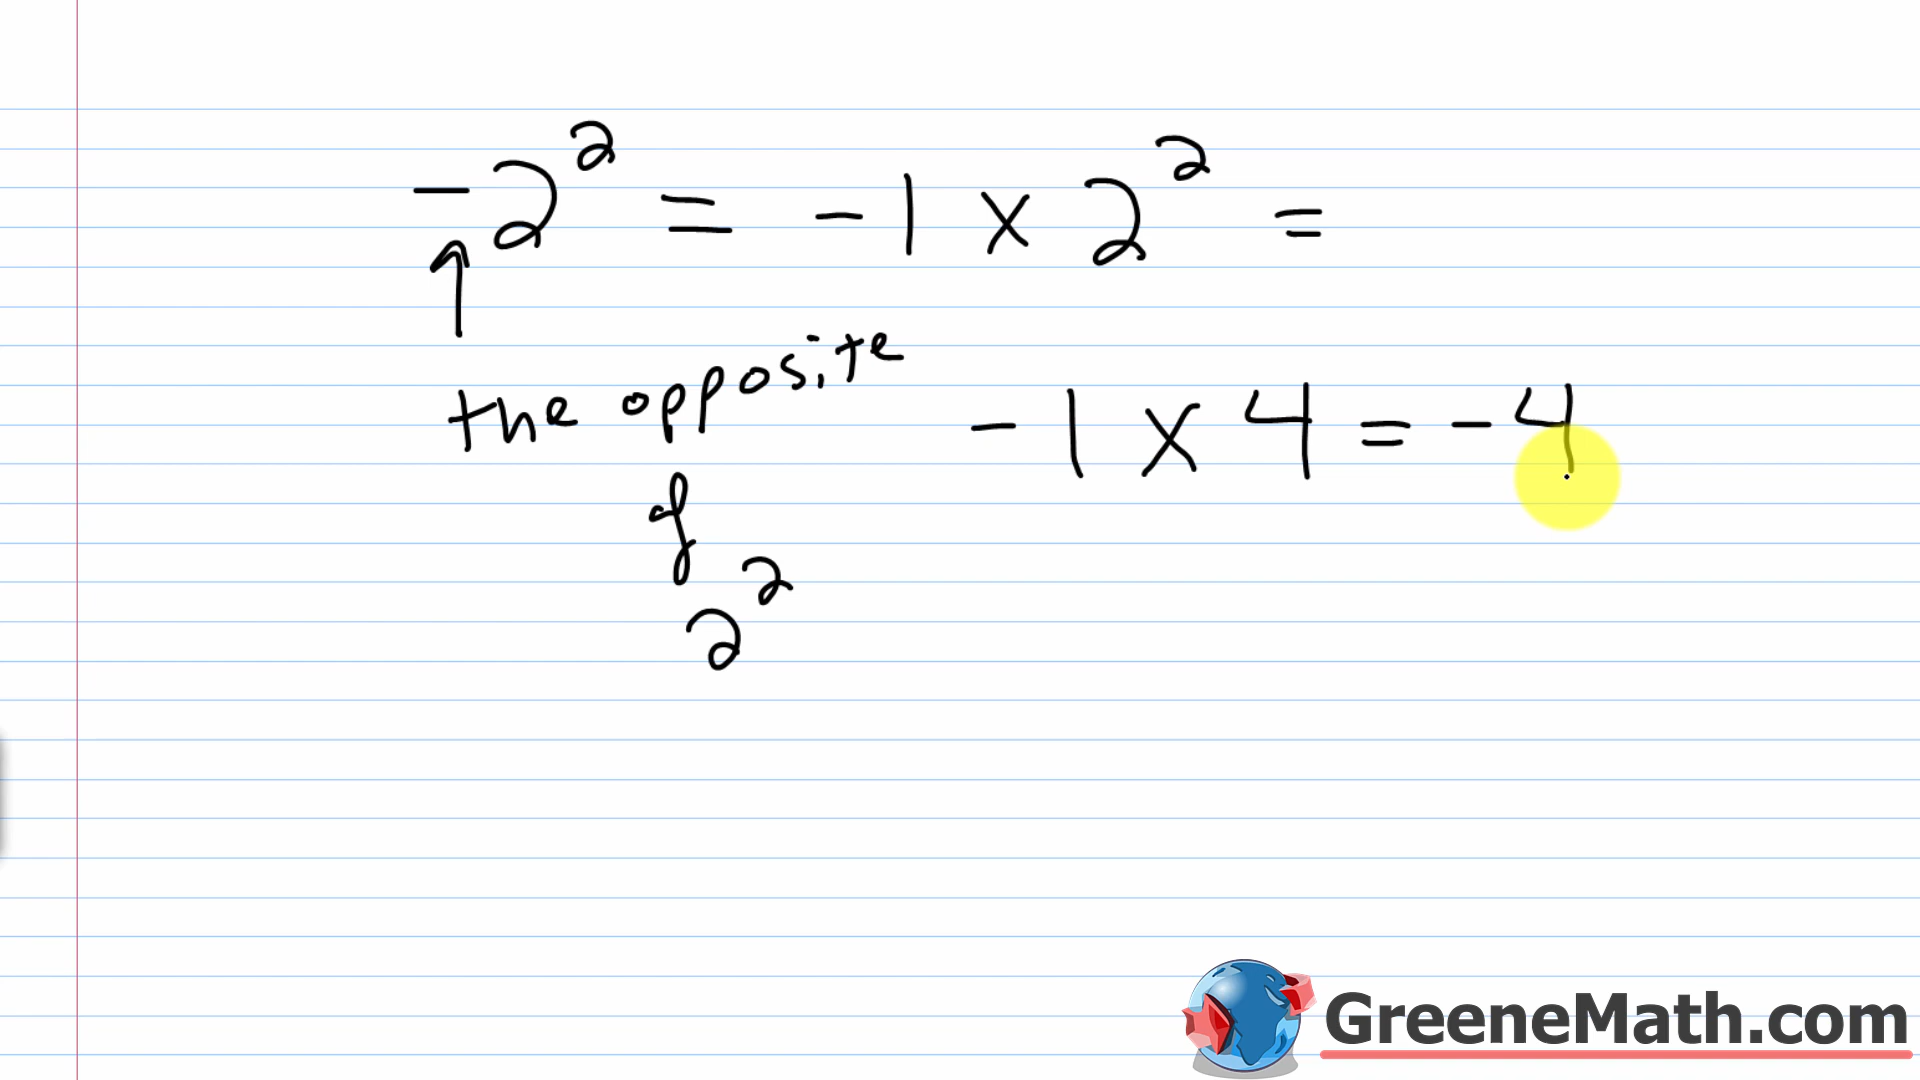 -2² = -1 x 2² =
the opposite
of
2²
-1 x 4 = -4
GreeneMath.com